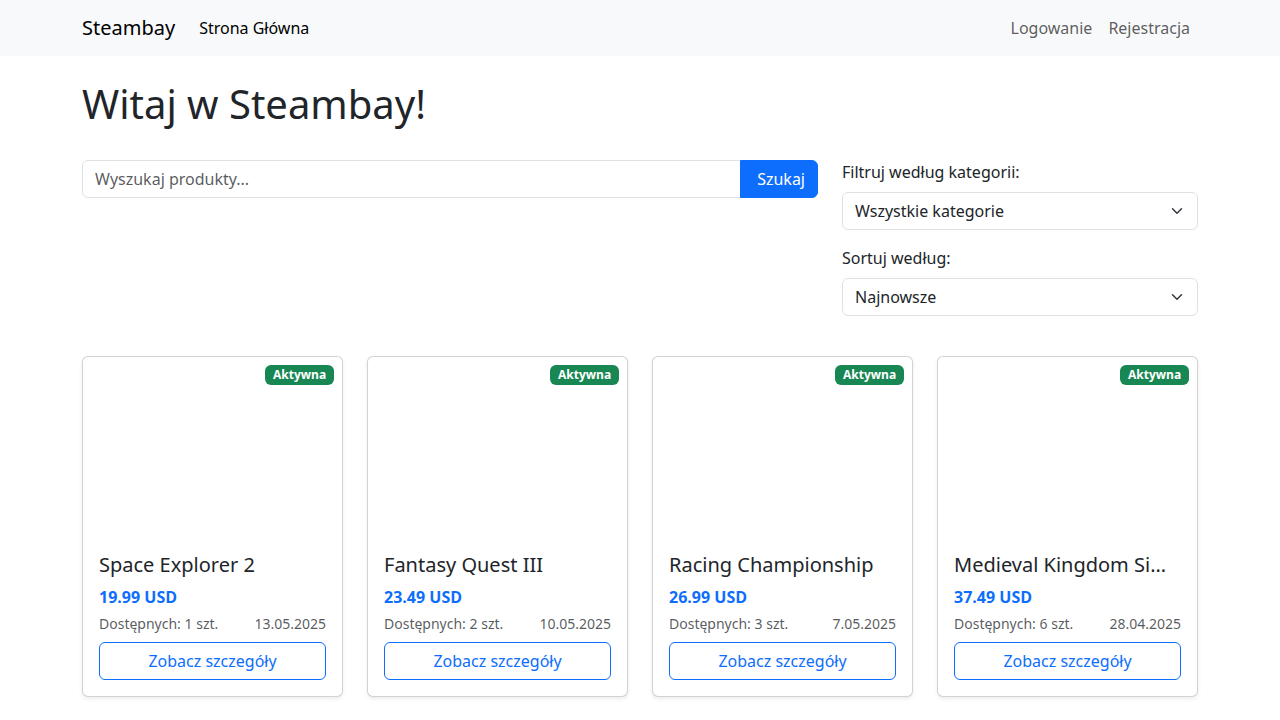 Steambay Strona Główna Logowanie Rejestracja
Witaj w Steambay!
Wyszukaj produkty... Szukaj
Filtruj według kategorii:
Wszystkie kategorie
Sortuj według:
Najnowsze
Aktywna
Space Explorer 2
19.99 USD
Dostępnych: 1 szt. 13.05.2025
Zobacz szczegóły
Aktywna
Fantasy Quest III
23.49 USD
Dostępnych: 2 szt. 10.05.2025
Zobacz szczegóły
Aktywna
Racing Championship
26.99 USD
Dostępnych: 3 szt. 7.05.2025
Zobacz szczegóły
Aktywna
Medieval Kingdom Si...
37.49 USD
Dostępnych: 6 szt. 28.04.2025
Zobacz szczegóły